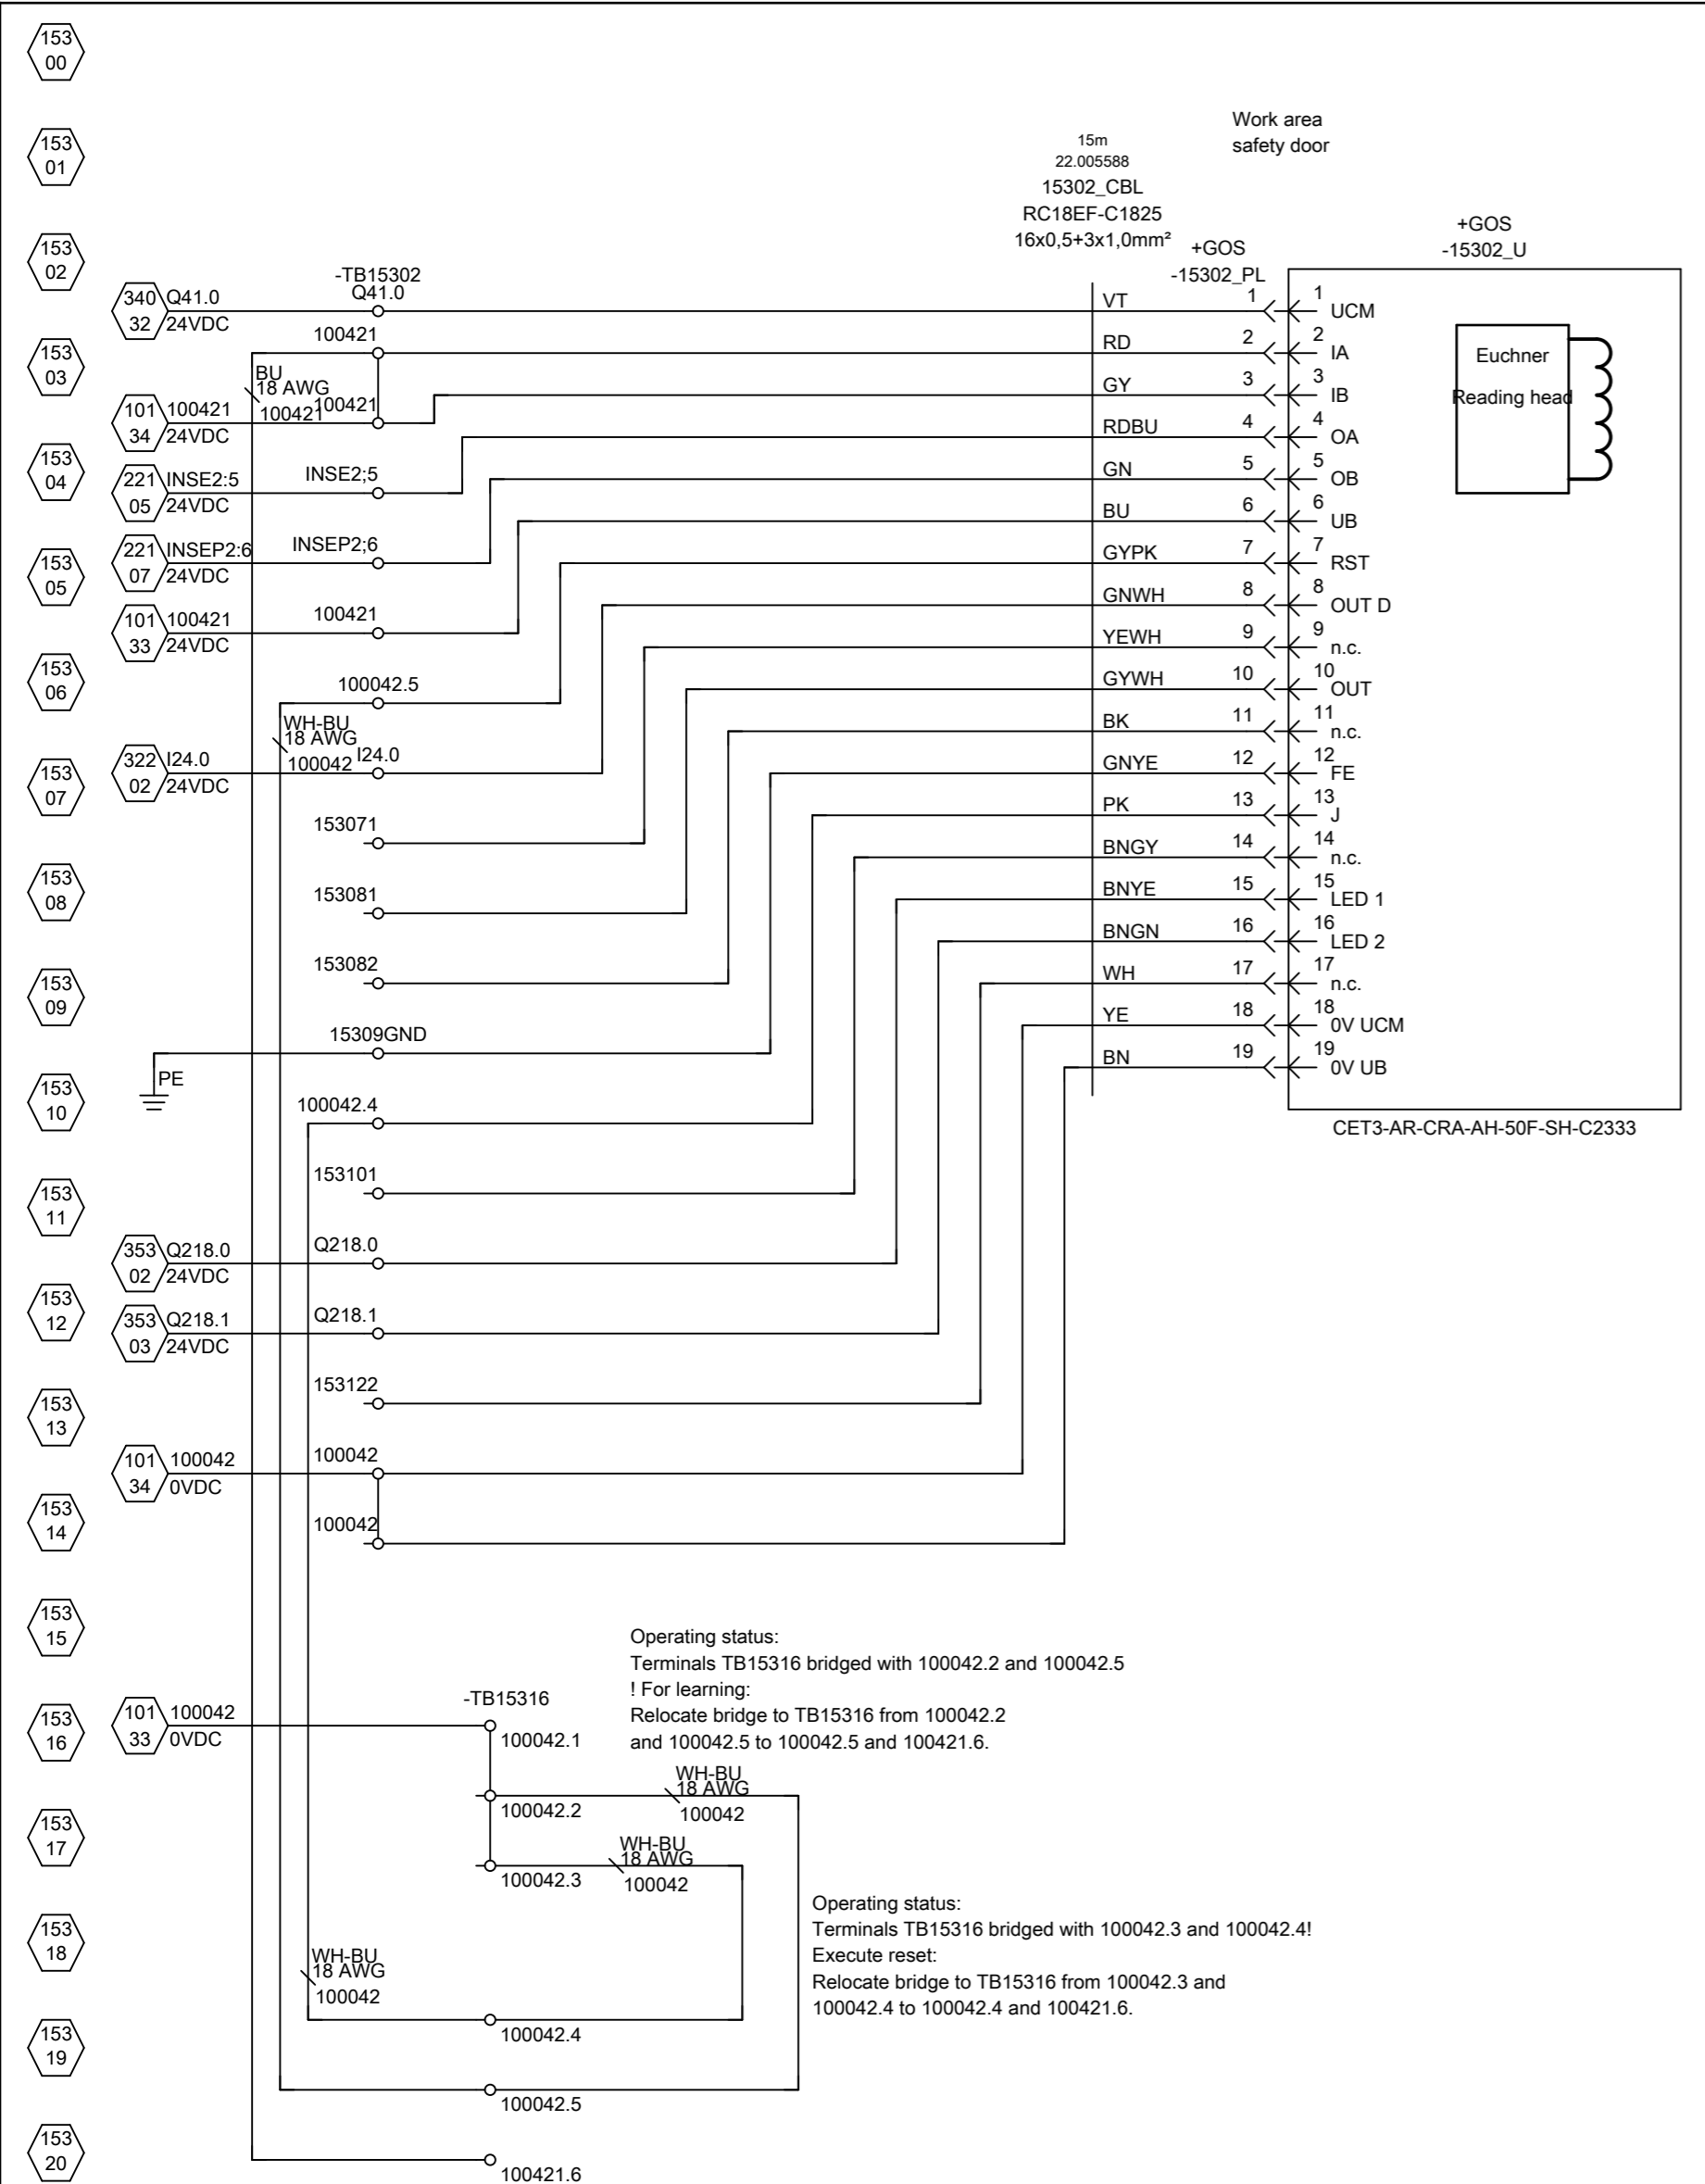 153
00
153
01
Work area
safety door
15m
22.005588
15302_CBL
RC18EF-C1825
16x0,5+3x1,0mm²
+GOS
-15302_PL
+GOS
-15302_U
153
02
-TB15302
340
32
Q41.0
24VDC
Q41.0
VT
1
1
UCM
153
03
100421
RD
2
2
IA
Euchner
Reading head
BU
18 AWG
100421
101
34
100421
24VDC
100421
GY
3
3
IB
RDBU
4
4
OA
153
04
221
05
INSE2:5
24VDC
INSE2;5
GN
5
5
OB
BU
6
6
UB
153
05
221
07
INSEP2:6
24VDC
INSEP2;6
GYPK
7
7
RST
GNWH
8
8
OUT D
101
33
100421
24VDC
100421
YEWH
9
9
n.c.
153
06
100042.5
GYWH
10
10
OUT
WH-BU
18 AWG
100042
BK
11
11
n.c.
153
07
322
02
I24.0
24VDC
I24.0
GNYE
12
12
FE
153071
PK
13
13
J
BNGY
14
14
n.c.
153
08
153081
BNYE
15
15
LED 1
BNGN
16
16
LED 2
153
09
153082
WH
17
17
n.c.
YE
18
18
0V UCM
15309GND
BN
19
19
0V UB
PE
153
10
100042.4
CET3-AR-CRA-AH-50F-SH-C2333
153101
153
11
353
02
Q218.0
24VDC
Q218.0
153
12
353
03
Q218.1
24VDC
Q218.1
153
13
153122
101
34
100042
0VDC
100042
153
14
100042
153
15
Operating status:
Terminals TB15316 bridged with 100042.2 and 100042.5
! For learning:
Relocate bridge to TB15316 from 100042.2
and 100042.5 to 100042.5 and 100421.6.
153
16
101
33
100042
0VDC
-TB15316
100042.1
WH-BU
18 AWG
100042
100042.2
153
17
WH-BU
18 AWG
100042
100042.3
Operating status:
Terminals TB15316 bridged with 100042.3 and 100042.4!
Execute reset:
Relocate bridge to TB15316 from 100042.3 and
100042.4 to 100042.4 and 100421.6.
153
18
WH-BU
18 AWG
100042
100042.4
153
19
100042.5
153
20
100421.6